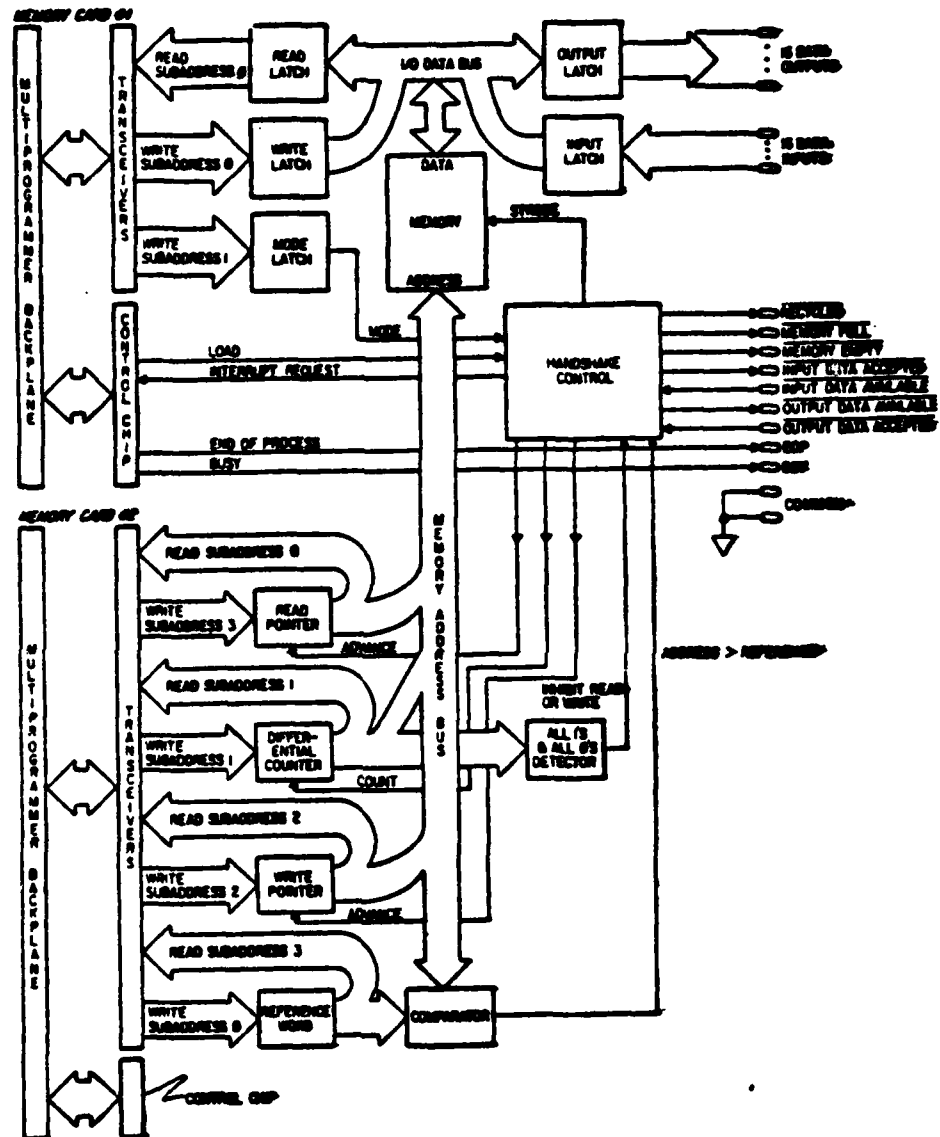 MEMORY CARD #1
MULTIPROGRAMMER BACKPLANE
TRANSCEIVERS
READ
SUBADDRESS 0
READ
LATCH
I/O DATA BUS
OUTPUT
LATCH
DATA
OUTPUTS
WRITE
SUBADDRESS 0
WRITE
LATCH
INPUT
LATCH
DATA
INPUTS
DATA
MEMORY
ADDRESS
STROBE
WRITE
SUBADDRESS 1
MODE
LATCH
MODE
CONTROL CHIP
LOAD
INTERRUPT REQUEST
HANDSHAKE
CONTROL
RECYCLED
MEMORY FULL
MEMORY EMPTY
INPUT DATA ACCEPTED
INPUT DATA AVAILABLE
OUTPUT DATA AVAILABLE
OUTPUT DATA ACCEPTED
END OF PROCESS
EOP
BUSY
MEMORY CARD #2
MULTIPROGRAMMER BACKPLANE
TRANSCEIVERS
MEMORY ADDRESS BUS
READ SUBADDRESS 0
WRITE
SUBADDRESS 3
READ
POINTER
ADVANCE
ADDRESS > REFERENCE
READ SUBADDRESS 1
INHIBIT READ
OR WRITE
WRITE
SUBADDRESS 1
DIFFER-
ENTIAL
COUNTER
ALL 1'S
& ALL 0'S
DETECTOR
COUNT
READ SUBADDRESS 2
WRITE
SUBADDRESS 2
WRITE
POINTER
ADVANCE
READ SUBADDRESS 3
WRITE
SUBADDRESS 0
REFERENCE
WORD
COMPARATOR
CONTROL CHIP